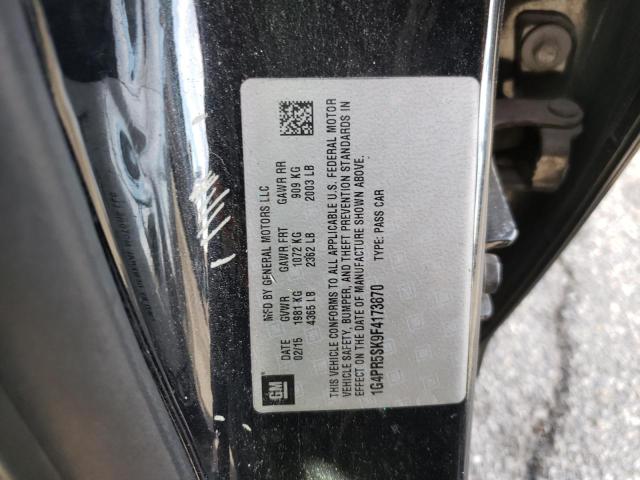 MFD BY GENERAL MOTORS LLC
DATE GVWR GAWR FRT GAWR RR
02/15 1981 KG 1072 KG 909 KG
4365 LB 2362 LB 2003 LB
THIS VEHICLE CONFORMS TO ALL APPLICABLE U.S. FEDERAL MOTOR
VEHICLE SAFETY, BUMPER, AND THEFT PREVENTION STANDARDS IN
EFFECT ON THE DATE OF MANUFACTURE SHOWN ABOVE.
1G4PR5SK9F4173870 TYPE: PASS CAR
GM